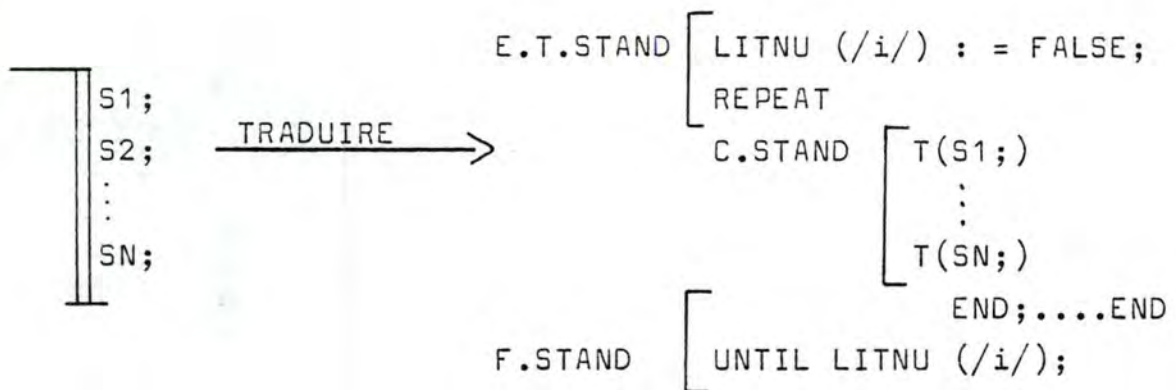 E.T.STAND LITNU (/i/) : = FALSE;
REPEAT
S1;
S2;
⋮
SN;
TRADUIRE
C.STAND T(S1;)
⋮
T(SN;)
END;....END
F.STAND UNTIL LITNU (/i/);